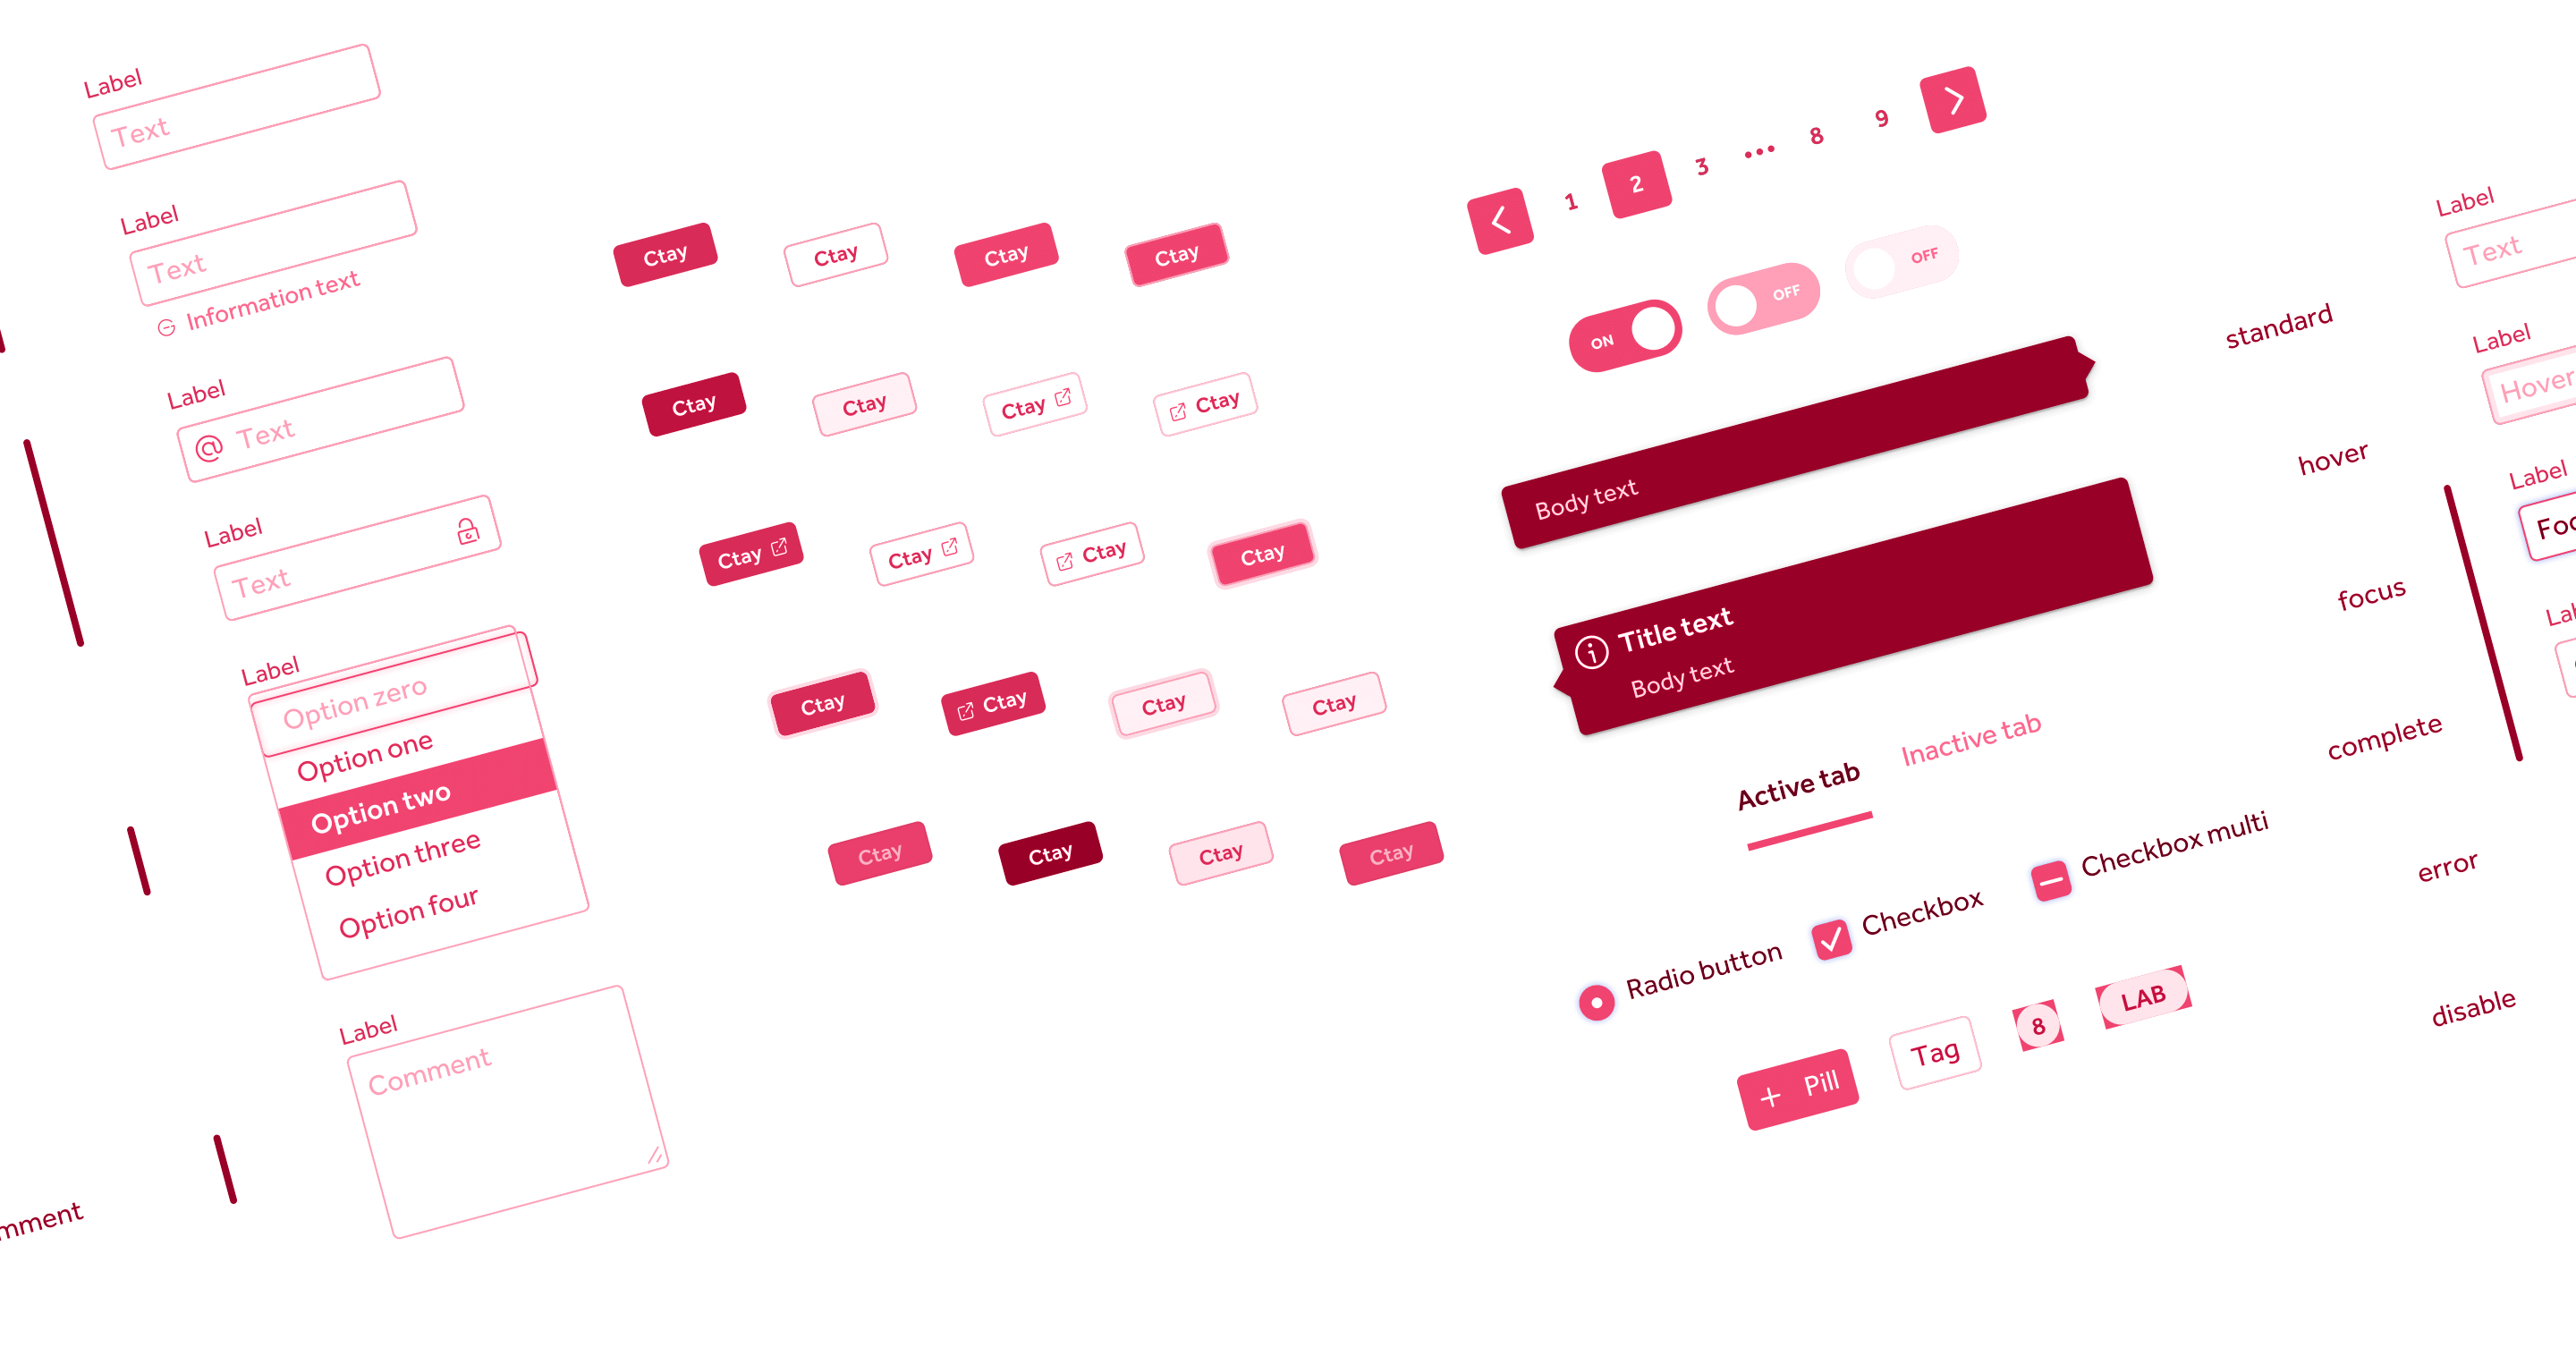 Label
Text
Label
Text
Information text
Label
@ Text
Label
Text
Label
Option zero
Option one
Option two
Option three
Option four
Label
Comment
mment
Ctay Ctay Ctay Ctay
Ctay Ctay Ctay Ctay
Ctay Ctay Ctay Ctay
Ctay Ctay Ctay Ctay
Ctay Ctay Ctay Ctay
1 2 3 ... 8 9
ON OFF OFF
Body text
Title text
Body text
Active tab Inactive tab
Radio button Checkbox Checkbox multi
+ Pill Tag 8 LAB
standard
hover
focus
complete
error
disable
Label
Text
Label
Hover
Label
Foc
Lab